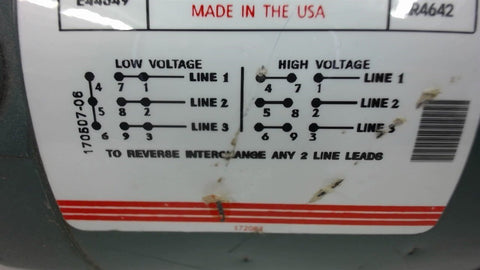 E44849
MADE IN THE USA
R4642
LOW VOLTAGE
HIGH VOLTAGE
4 7 1 LINE 1
5 8 2 LINE 2
6 9 3 LINE 3
4 7 1 LINE 1
5 8 2 LINE 2
6 9 3 LINE 3
170507-06
TO REVERSE INTERCHANGE ANY 2 LINE LEADS